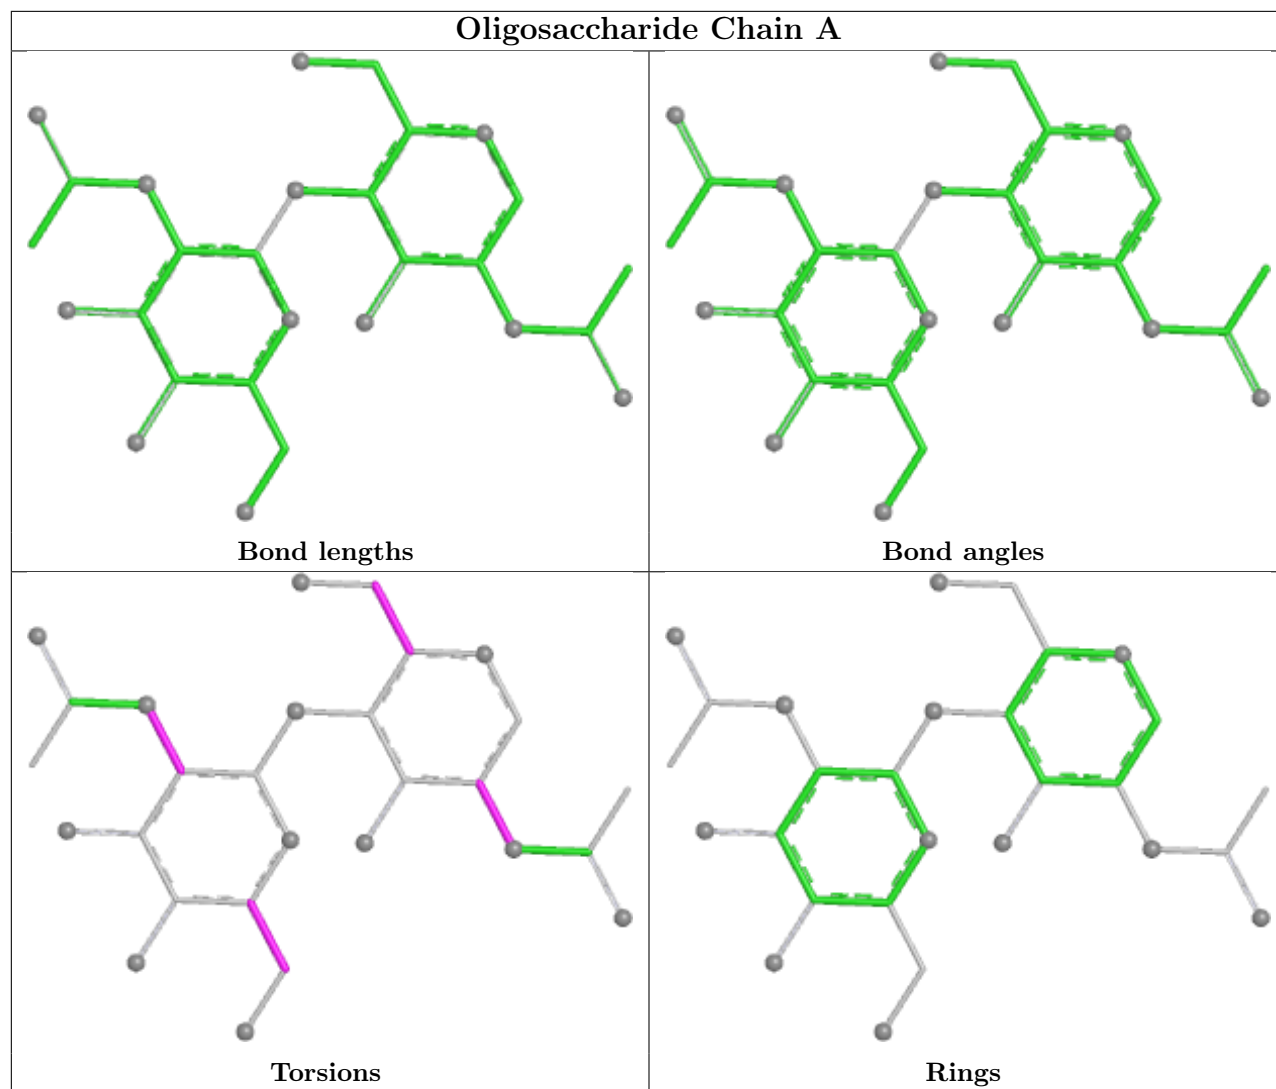 Oligosaccharide Chain A
Bond lengths
Bond angles
Torsions
Rings